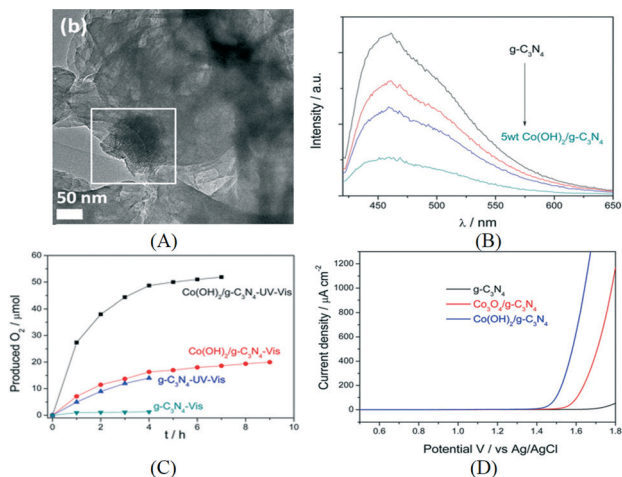 (b)
50 nm
(A)
Intensity / a.u.
g-C₃N₄
5wt Co(OH)₂/g-C₃N₄
450 500 550 600 650
λ / nm
(B)
Produced O₂ / μmol
60
50
40
30
20
10
0
Co(OH)₂/g-C₃N₄-UV-Vis
Co(OH)₂/g-C₃N₄-Vis
g-C₃N₄-UV-Vis
g-C₃N₄-Vis
0 2 4 6 8 10
t / h
(C)
Current density / μA cm⁻²
1200
1000
800
600
400
200
0
g-C₃N₄
Co₃O₄/g-C₃N₄
Co(OH)₂/g-C₃N₄
0.6 0.8 1.0 1.2 1.4 1.6 1.8
Potential V / vs Ag/AgCl
(D)